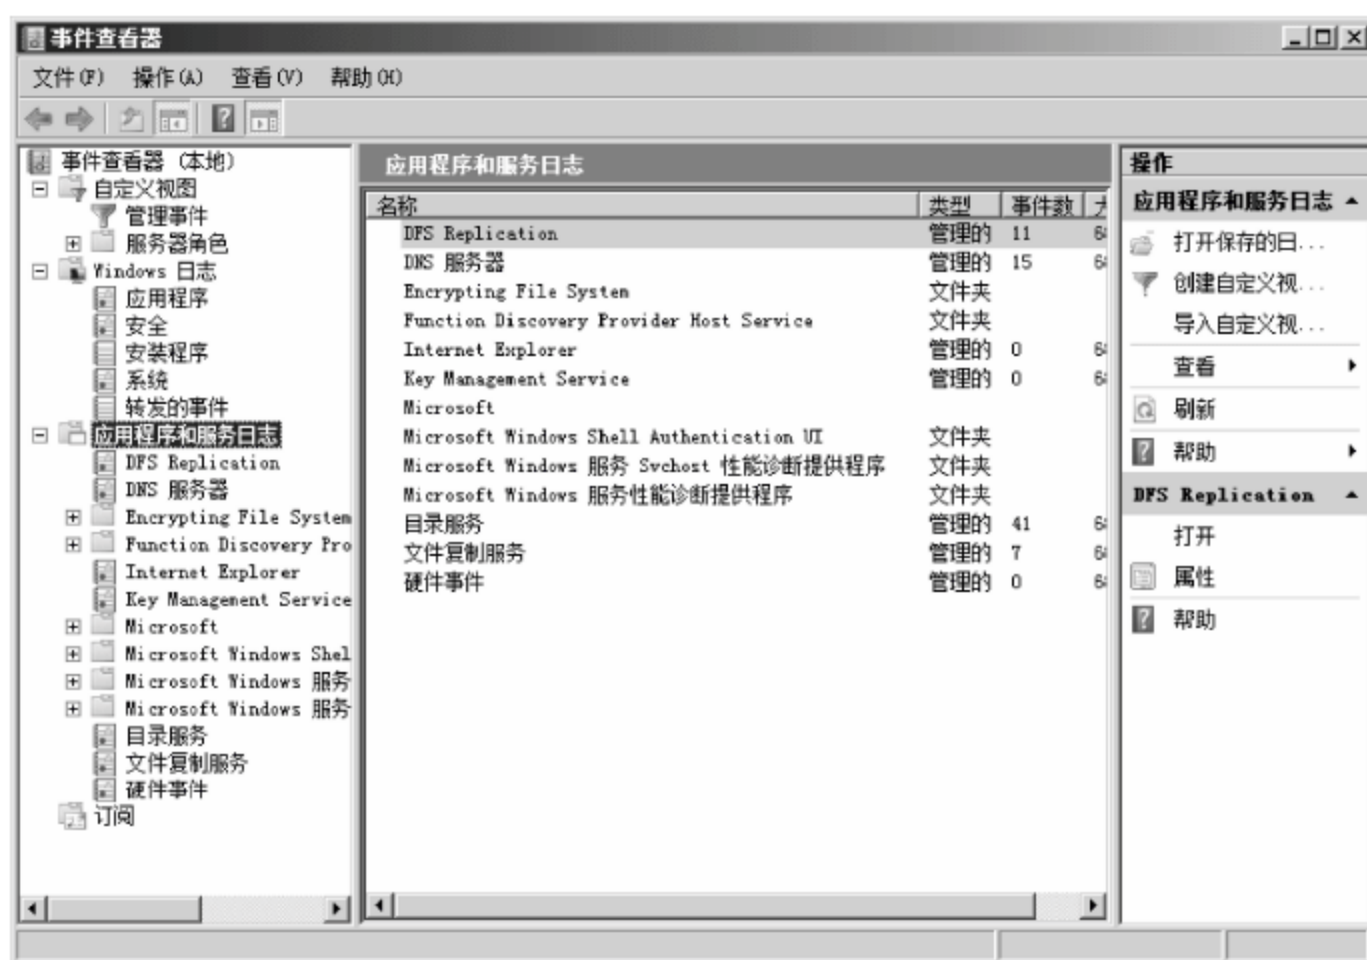 事件查看器
文件(F) 操作(A) 查看(V) 帮助(H)
事件查看器 (本地)
自定义视图
管理事件
服务器角色
Windows 日志
应用程序
安全
安装程序
系统
转发的事件
应用程序和服务日志
DFS Replication
DNS 服务器
Encrypting File System
Function Discovery Pro
Internet Explorer
Key Management Service
Microsoft
Microsoft Windows Shel
Microsoft Windows 服务
Microsoft Windows 服务
目录服务
文件复制服务
硬件事件
订阅
应用程序和服务日志
名称 类型 事件数
DFS Replication 管理的 11
DNS 服务器 管理的 15
Encrypting File System 文件夹
Function Discovery Provider Host Service 文件夹
Internet Explorer 管理的 0
Key Management Service 管理的 0
Microsoft
Microsoft Windows Shell Authentication UI 文件夹
Microsoft Windows 服务 Svchost 性能诊断提供程序 文件夹
Microsoft Windows 服务性能诊断提供程序 文件夹
目录服务 管理的 41
文件复制服务 管理的 7
硬件事件 管理的 0
操作
应用程序和服务日志
打开保存的日...
创建自定义视...
导入自定义视...
查看
刷新
帮助
DFS Replication
打开
属性
帮助